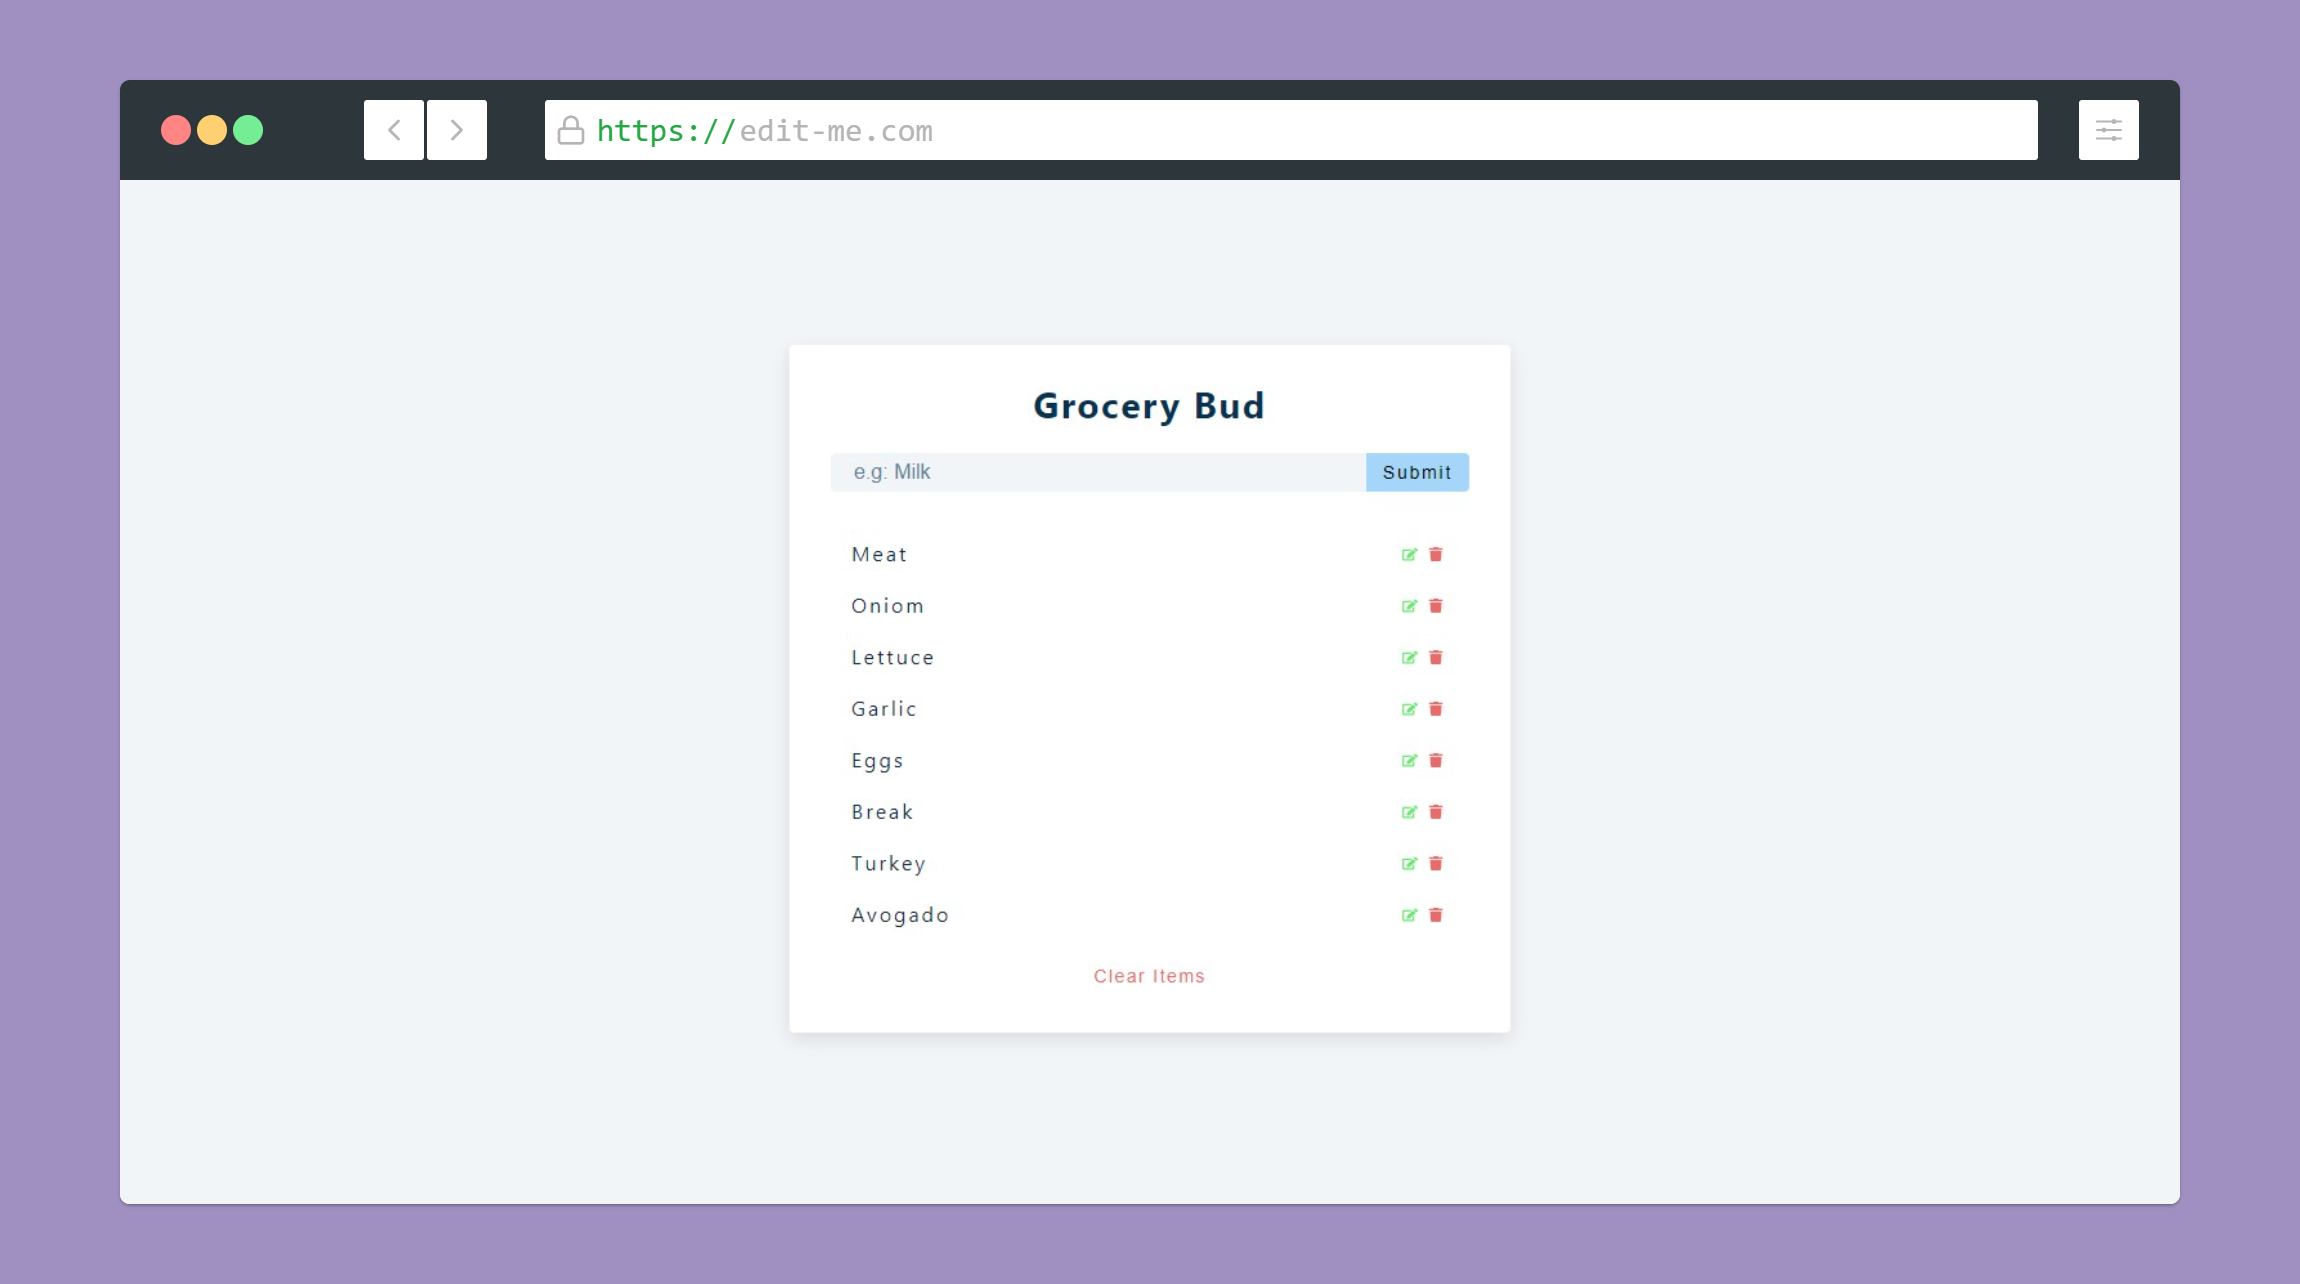 https://edit-me.com
Grocery Bud
e.g: Milk
Submit
Meat
Oniom
Lettuce
Garlic
Eggs
Break
Turkey
Avogado
Clear Items